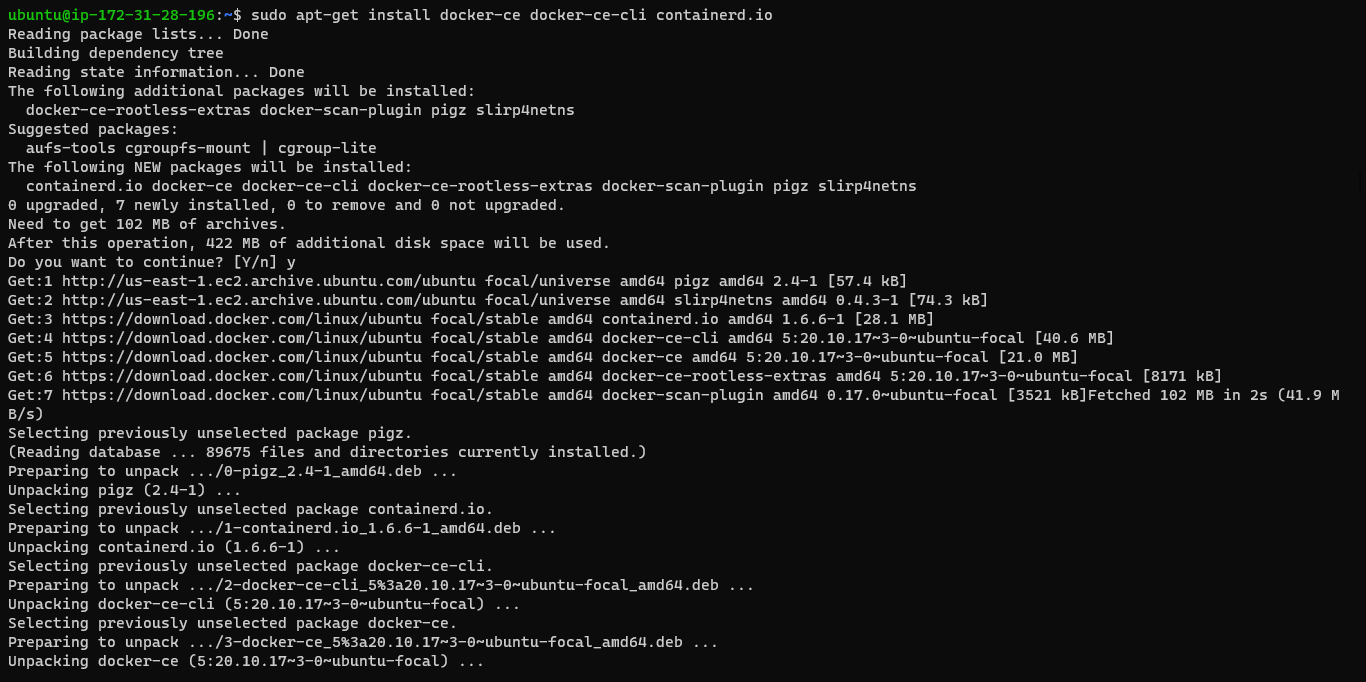 ubuntu@ip-172-31-28-196:~$ sudo apt-get install docker-ce docker-ce-cli containerd.io
Reading package lists... Done
Building dependency tree
Reading state information... Done
The following additional packages will be installed:
  docker-ce-rootless-extras docker-scan-plugin pigz slirp4netns
Suggested packages:
  aufs-tools cgroupfs-mount | cgroup-lite
The following NEW packages will be installed:
  containerd.io docker-ce docker-ce-cli docker-ce-rootless-extras docker-scan-plugin pigz slirp4netns
0 upgraded, 7 newly installed, 0 to remove and 0 not upgraded.
Need to get 102 MB of archives.
After this operation, 422 MB of additional disk space will be used.
Do you want to continue? [Y/n] y
Get:1 http://us-east-1.ec2.archive.ubuntu.com/ubuntu focal/universe amd64 pigz amd64 2.4-1 [57.4 kB]
Get:2 http://us-east-1.ec2.archive.ubuntu.com/ubuntu focal/universe amd64 slirp4netns amd64 0.4.3-1 [74.3 kB]
Get:3 https://download.docker.com/linux/ubuntu focal/stable amd64 containerd.io amd64 1.6.6-1 [28.1 MB]
Get:4 https://download.docker.com/linux/ubuntu focal/stable amd64 docker-ce-cli amd64 5:20.10.17~3-0~ubuntu-focal [40.6 MB]
Get:5 https://download.docker.com/linux/ubuntu focal/stable amd64 docker-ce amd64 5:20.10.17~3-0~ubuntu-focal [21.0 MB]
Get:6 https://download.docker.com/linux/ubuntu focal/stable amd64 docker-ce-rootless-extras amd64 5:20.10.17~3-0~ubuntu-focal [8171 kB]
Get:7 https://download.docker.com/linux/ubuntu focal/stable amd64 docker-scan-plugin amd64 0.17.0~ubuntu-focal [3521 kB]Fetched 102 MB in 2s (41.9 M
B/s)
Selecting previously unselected package pigz.
(Reading database ... 89675 files and directories currently installed.)
Preparing to unpack .../0-pigz_2.4-1_amd64.deb ...
Unpacking pigz (2.4-1) ...
Selecting previously unselected package containerd.io.
Preparing to unpack .../1-containerd.io_1.6.6-1_amd64.deb ...
Unpacking containerd.io (1.6.6-1) ...
Selecting previously unselected package docker-ce-cli.
Preparing to unpack .../2-docker-ce-cli_5%3a20.10.17~3-0~ubuntu-focal_amd64.deb ...
Unpacking docker-ce-cli (5:20.10.17~3-0~ubuntu-focal) ...
Selecting previously unselected package docker-ce.
Preparing to unpack .../3-docker-ce_5%3a20.10.17~3-0~ubuntu-focal_amd64.deb ...
Unpacking docker-ce (5:20.10.17~3-0~ubuntu-focal) ...